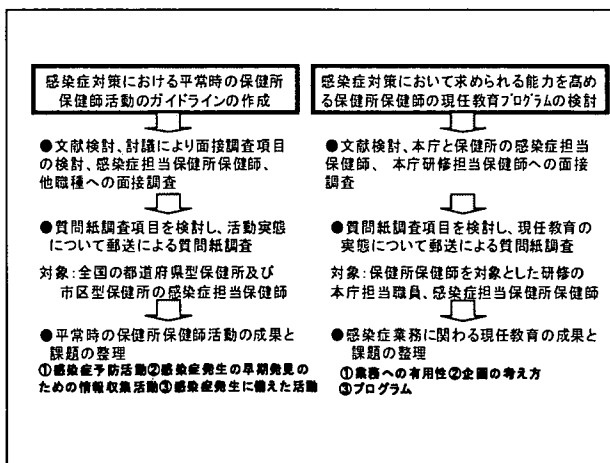 感染症対策における平常時の保健所
保健師活動のガイドラインの作成
●文献検討、討議により面接調査項目
の検討、感染症担当保健所保健師、
他職種への面接調査
●質問紙調査項目を検討し、活動実態
について郵送による質問紙調査
対象：全国の都道府県型保健所及び
市区型保健所の感染症担当保健師
●平常時の保健所保健師活動の成果と
課題の整理
①感染症予防活動②感染症発生の早期発見の
ための情報収集活動③感染症発生に備えた活動
感染症対策において求められる能力を高め
る保健所保健師の現任教育プログラムの検討
●文献検討、本庁と保健所の感染症担当
保健師、本庁研修担当保健師への面接
調査
●質問紙調査項目を検討し、現任教育の
実態について郵送による質問紙調査
対象：保健所保健師を対象とした研修の
本庁担当職員、感染症担当保健所保健師
●感染症業務に関わる現任教育の成果と
課題の整理
①業務への有用性②企画の考え方
③プログラム